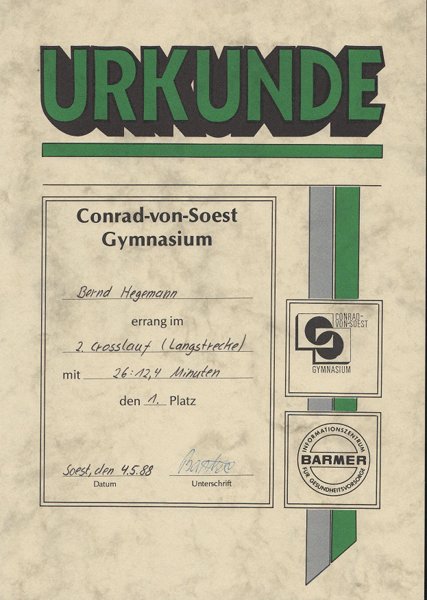 URKUNDE
Conrad-von-Soest
Gymnasium
Bernd Hegemann
errang im
2. Crosslauf (Langstrecke)
mit 26:12,4 Minuten
den 1. Platz
Soest, den 4.5.88
Datum
Unterschrift
CONRAD-
VON-SOEST
GYMNASIUM
INFORMATIONSZENTRUM
BARMER
FÜR GESUNDHEITSVORSORGE